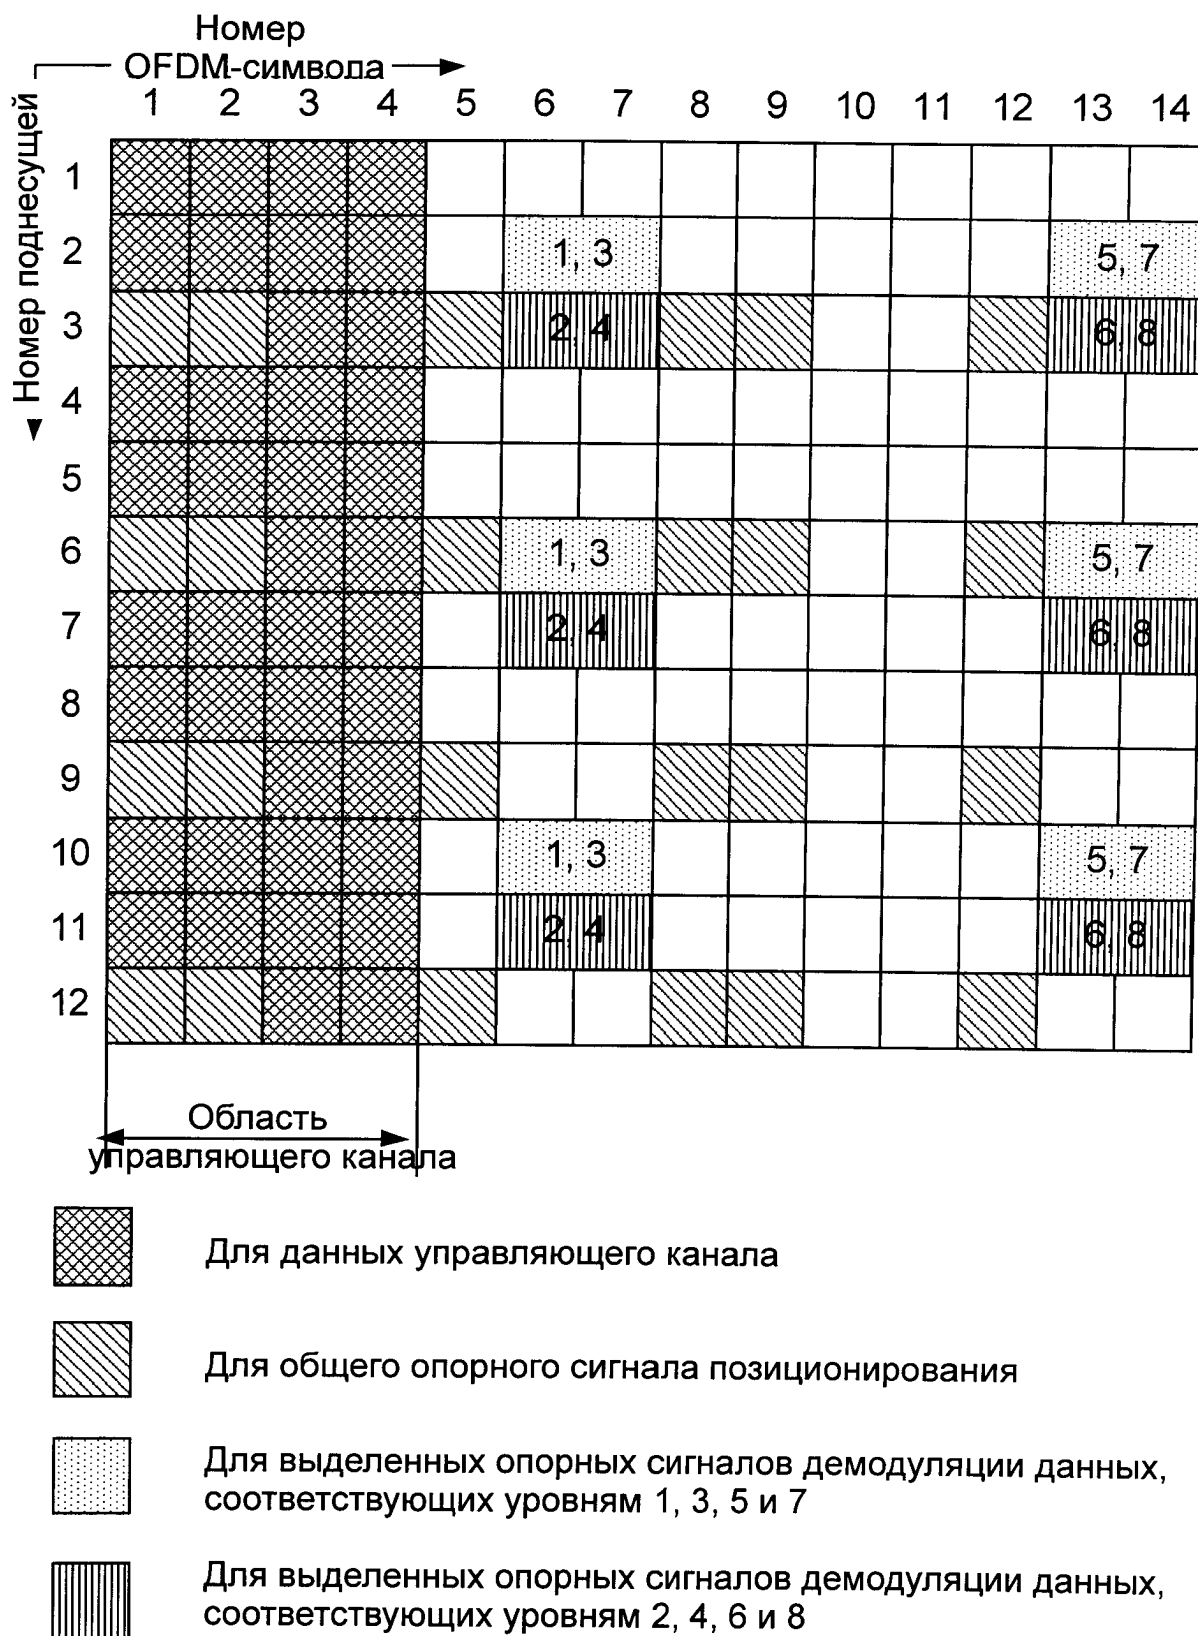 Номер
OFDM-символа
1 2 3 4 5 6 7 8 9 10 11 12 13 14
Номер поднесущей
1
2 1, 3 5, 7
3 2, 4 6, 8
4
5
6 1, 3 5, 7
7 2, 4 6, 8
8
9
10 1, 3 5, 7
11 2, 4 6, 8
12
Область
управляющего канала
Для данных управляющего канала
Для общего опорного сигнала позиционирования
Для выделенных опорных сигналов демодуляции данных,
соответствующих уровням 1, 3, 5 и 7
Для выделенных опорных сигналов демодуляции данных,
соответствующих уровням 2, 4, 6 и 8